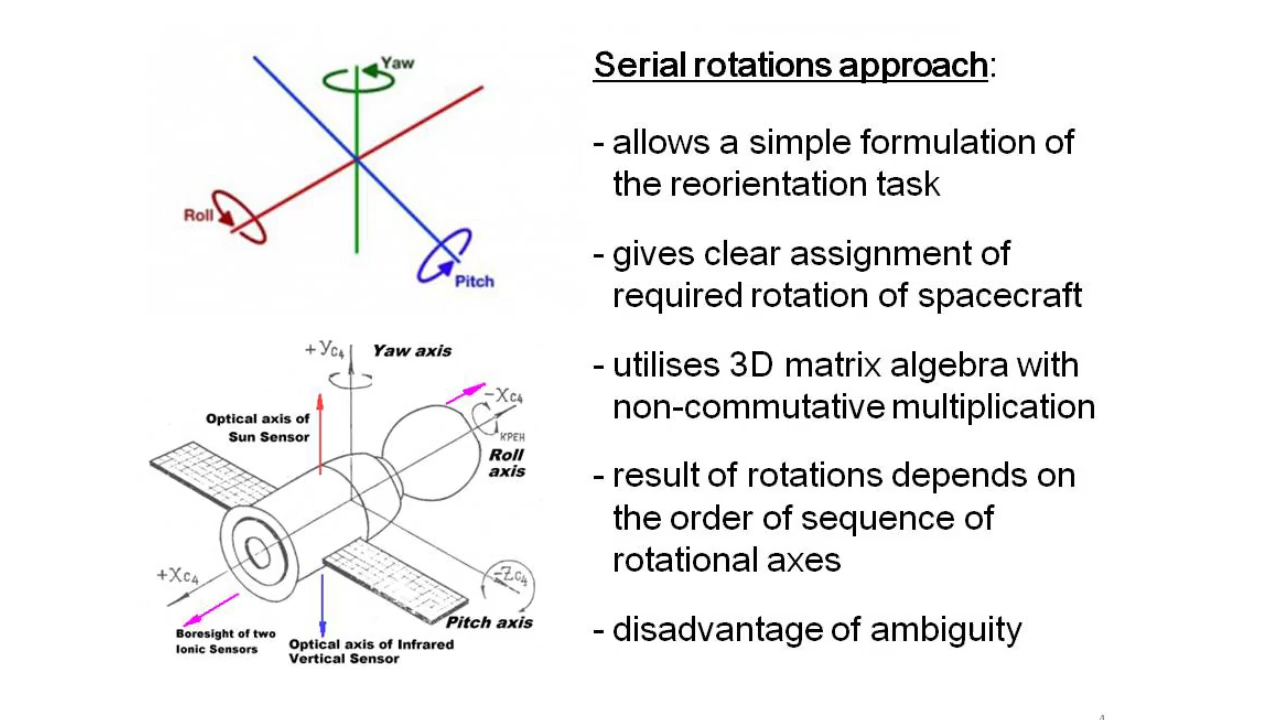 Yaw
Roll
Pitch
Serial rotations approach:
- allows a simple formulation of
the reorientation task
- gives clear assignment of
required rotation of spacecraft
- utilises 3D matrix algebra with
non-commutative multiplication
- result of rotations depends on
the order of sequence of
rotational axes
- disadvantage of ambiguity
+Yc4
Yaw axis
-Xc4
Optical axis of
Sun Sensor
КРЕН
Roll
axis
+Xc4
-Zc4
Pitch axis
Boresight of two
Ionic Sensors
Optical axis of Infrared
Vertical Sensor